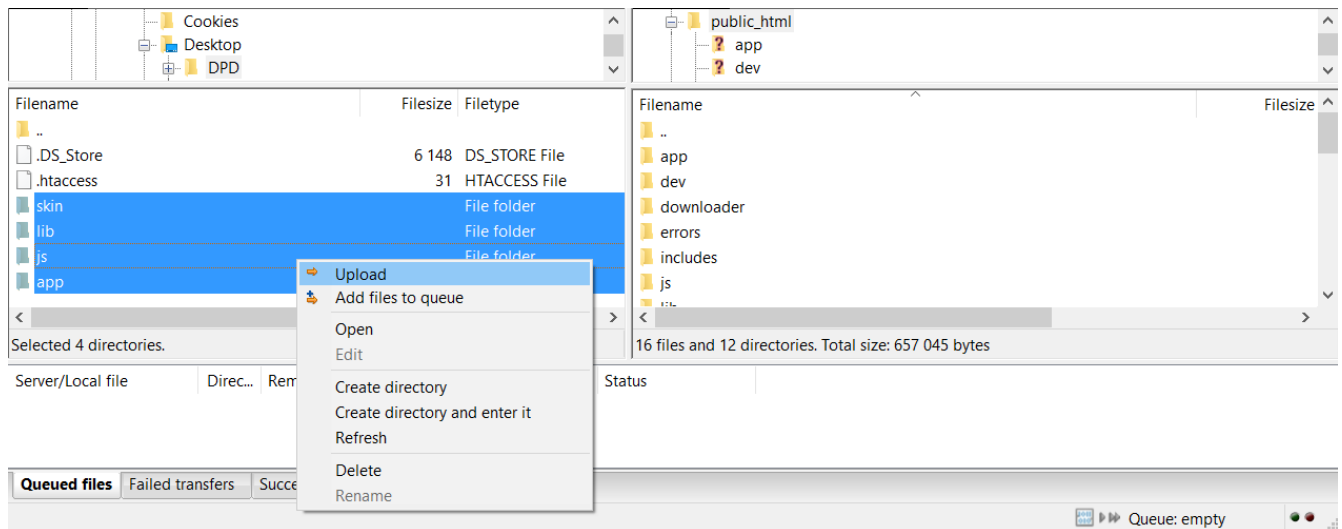 Cookies
Desktop
DPD
public_html
app
dev
Filename Filesize Filetype
..
.DS_Store 6 148 DS_STORE File
.htaccess 31 HTACCESS File
skin File folder
lib File folder
js File folder
app
Upload
Add files to queue
Open
Edit
Create directory
Create directory and enter it
Refresh
Delete
Rename
Selected 4 directories.
Filename Filesize
..
app
dev
downloader
errors
includes
js
lib
16 files and 12 directories. Total size: 657 045 bytes
Server/Local file Direc... Rem Status
Queued files Failed transfers Succe
Queue: empty